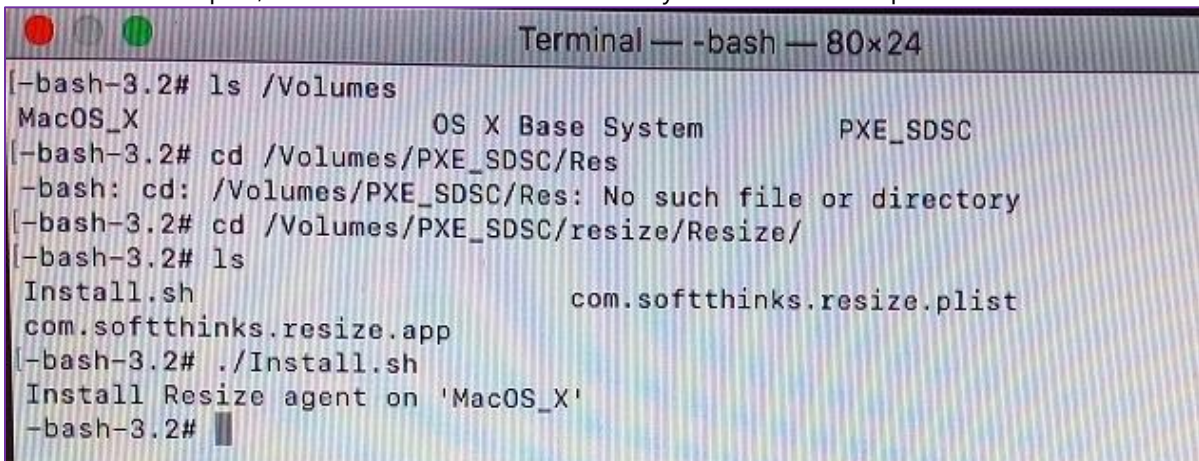 Terminal — -bash — 80×24
[-bash-3.2# ls /Volumes
MacOS_X OS X Base System PXE_SDSC
[-bash-3.2# cd /Volumes/PXE_SDSC/Res
-bash: cd: /Volumes/PXE_SDSC/Res: No such file or directory
[-bash-3.2# cd /Volumes/PXE_SDSC/resize/Resize/
[-bash-3.2# ls
Install.sh com.softthinks.resize.plist
com.softthinks.resize.app
[-bash-3.2# ./Install.sh
Install Resize agent on 'MacOS_X'
-bash-3.2#